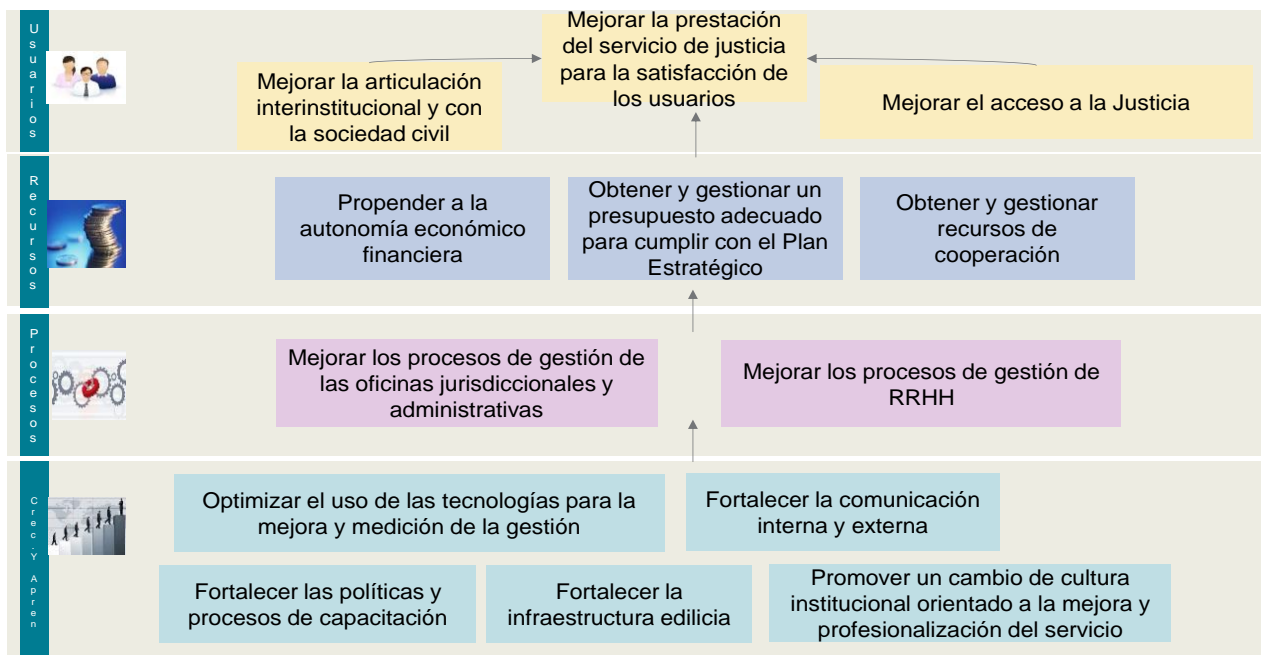 Usuarios
Mejorar la prestación
del servicio de justicia
para la satisfacción de
los usuarios
Mejorar la articulación
interinstitucional y con
la sociedad civil
Mejorar el acceso a la Justicia
Recursos
Propender a la
autonomía económico
financiera
Obtener y gestionar un
presupuesto adecuado
para cumplir con el Plan
Estratégico
Obtener y gestionar
recursos de
cooperación
Procesos
Mejorar los procesos de gestión de
las oficinas jurisdiccionales y
administrativas
Mejorar los procesos de gestión de
RRHH
Crec.Y Apren
Optimizar el uso de las tecnologías para la
mejora y medición de la gestión
Fortalecer la comunicación
interna y externa
Fortalecer las políticas y
procesos de capacitación
Fortalecer la
infraestructura edilicia
Promover un cambio de cultura
institucional orientado a la mejora y
profesionalización del servicio